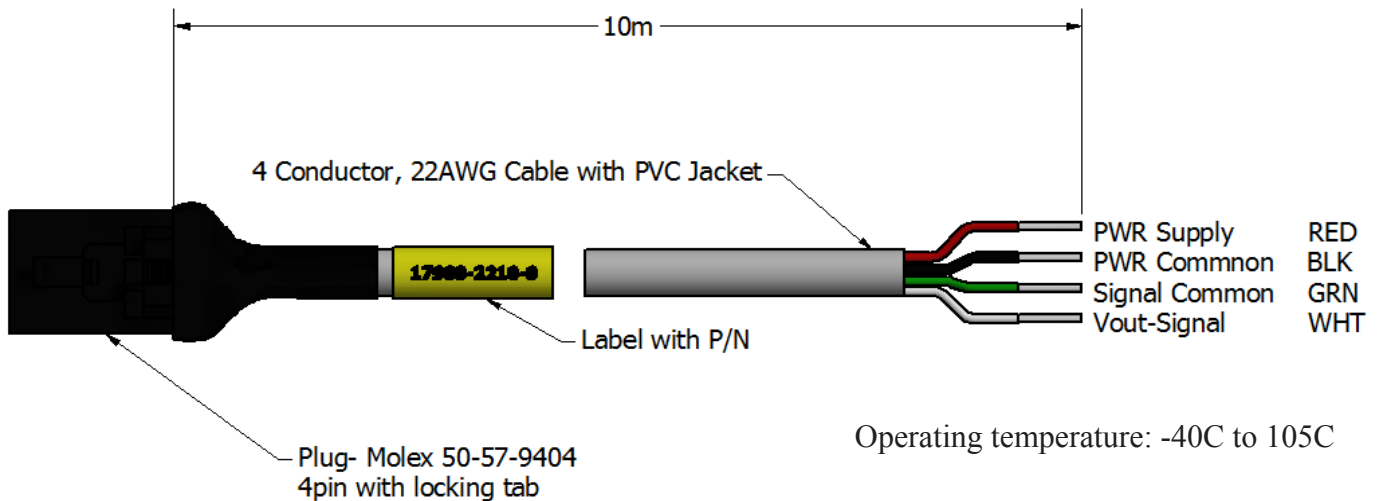 10m
4 Conductor, 22AWG Cable with PVC Jacket
PWR Supply RED
PWR Commnon BLK
Signal Common GRN
Vout-Signal WHT
Label with P/N
Plug- Molex 50-57-9404
4pin with locking tab
Operating temperature: -40C to 105C